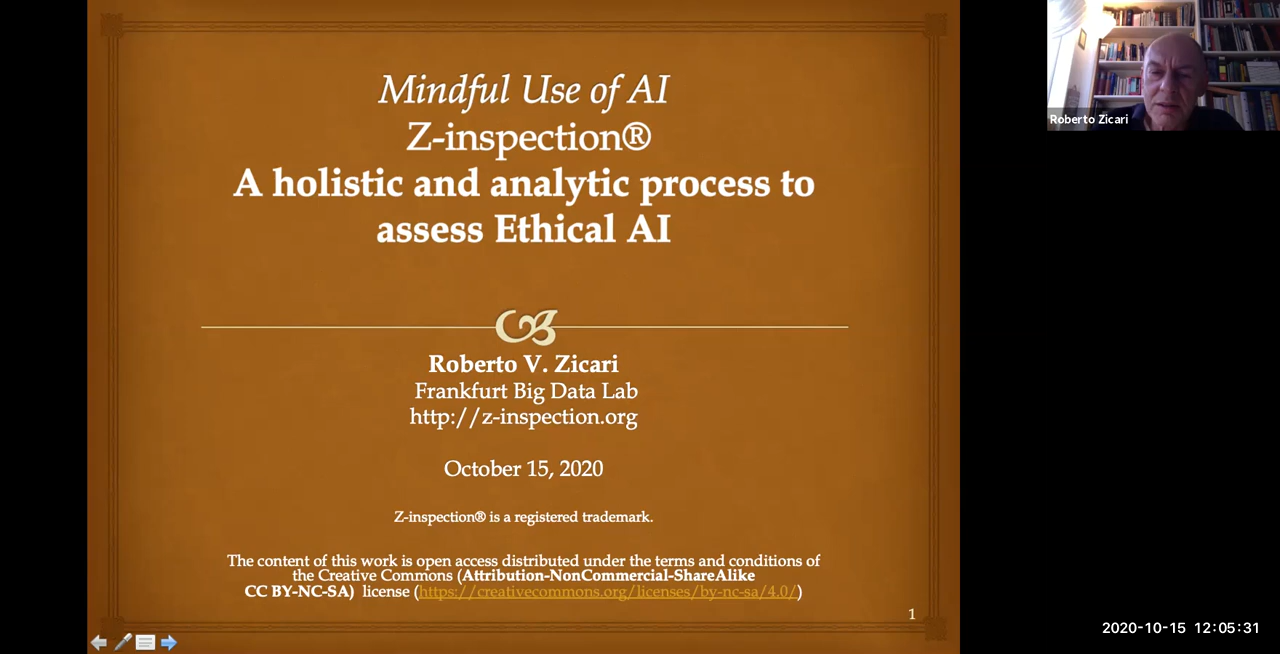 Mindful Use of AI
Z-inspection®
A holistic and analytic process to
assess Ethical AI
Roberto V. Zicari
Frankfurt Big Data Lab
http://z-inspection.org
October 15, 2020
Z-inspection® is a registered trademark.
The content of this work is open access distributed under the terms and conditions of
the Creative Commons (Attribution-NonCommercial-ShareAlike
CC BY-NC-SA) license (https://creativecommons.org/licenses/by-nc-sa/4.0/)
1
Roberto Zicari
2020-10-15 12:05:31